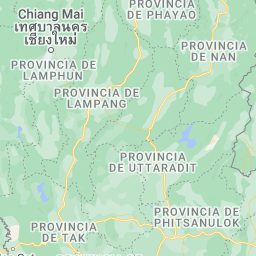 PROVINCIA
DE PHAYAO
Chiang Mai
เทศบาลนคร
เชียงใหม่
PROVINCIA
DE NAN
PROVINCIA
DE LAMPHUN
PROVINCIA DE
LAMPANG
PROVINCIA
DE UTTARADIT
PROVINCIA DE
PHITSANULOK
PROVINCIA
DE TAK